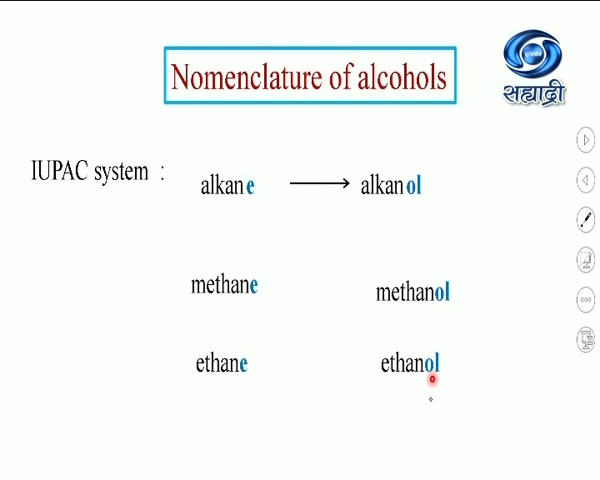 Nomenclature of alcohols
सह्याद्री
IUPAC system :
alkane → alkanol
methane methanol
ethane ethanol